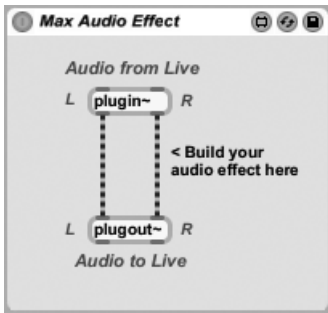 Max Audio Effect
Audio from Live
L plugin~ R
< Build your
audio effect here
L plugout~ R
Audio to Live